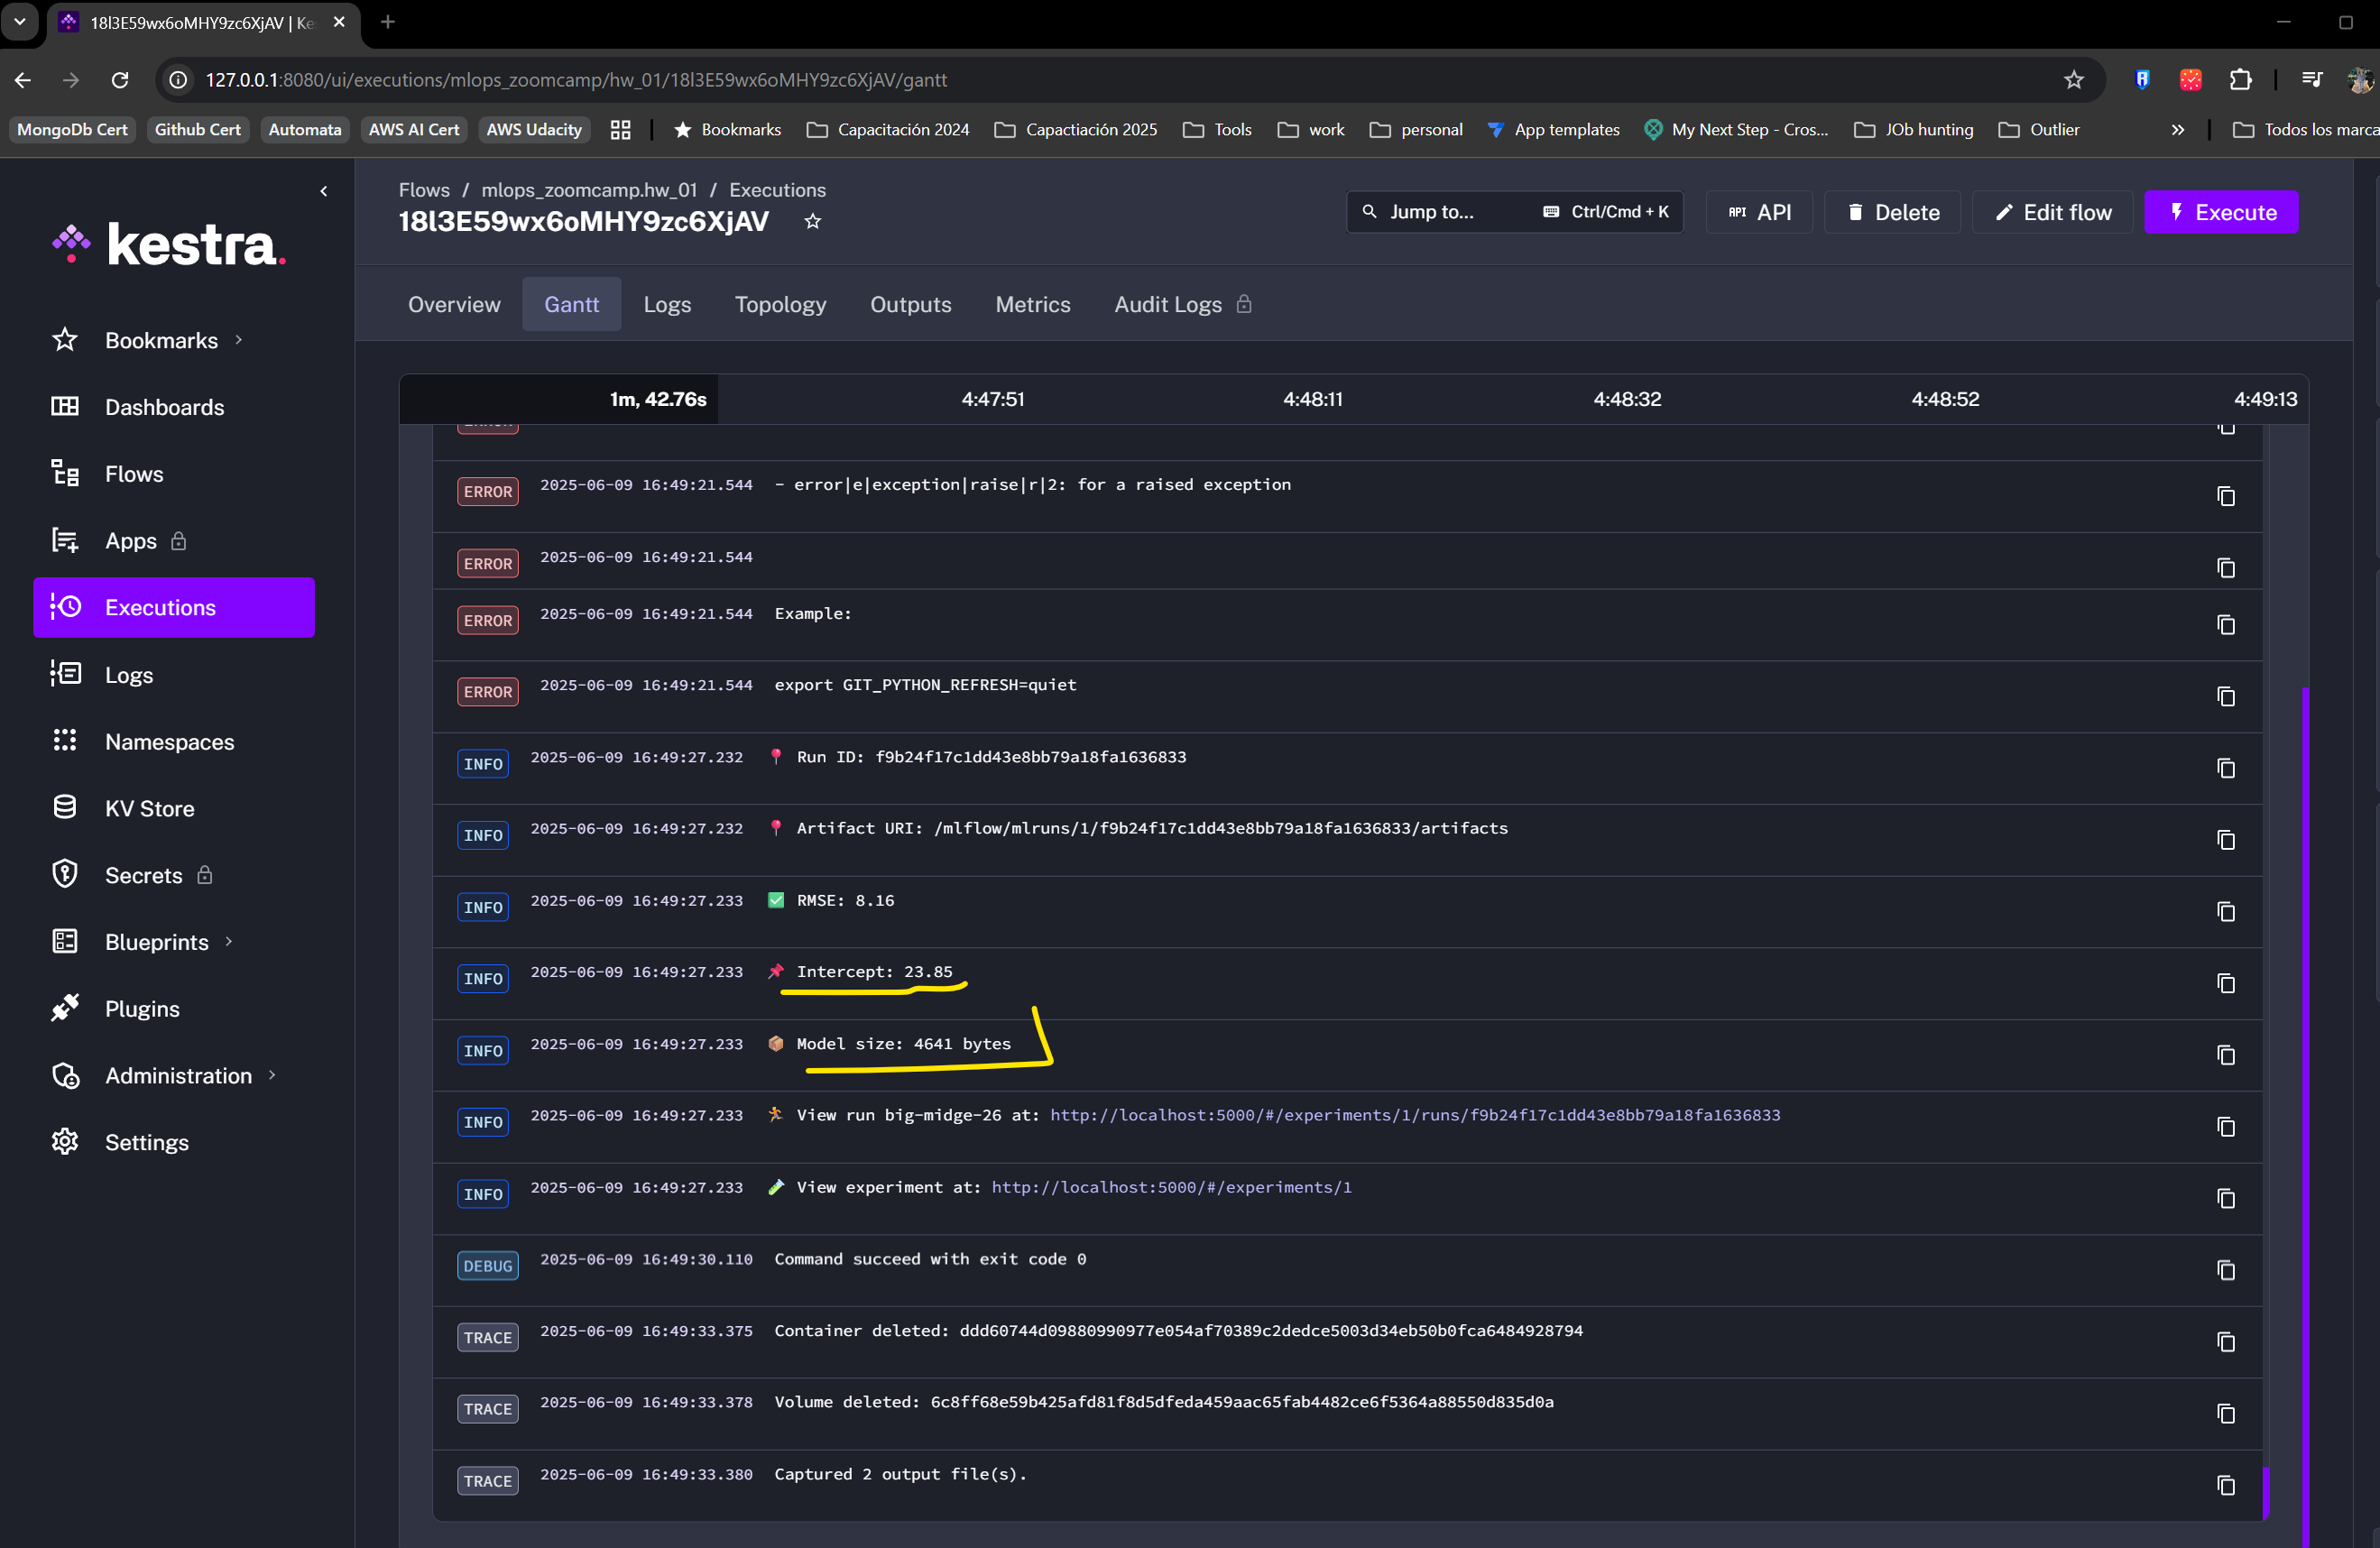 18l3E59wx6oMHY9zc6XjAV | Ke
127.0.0.1:8080/ui/executions/mlops_zoomcamp/hw_01/18l3E59wx6oMHY9zc6XjAV/gantt
MongoDb Cert Github Cert Automata AWS AI Cert AWS Udacity Bookmarks Capacitación 2024 Capactiación 2025 Tools work personal App templates My Next Step - Cros... JOb hunting Outlier » Todos los marca
Flows / mlops_zoomcamp.hw_01 / Executions
18l3E59wx6oMHY9zc6XjAV
Jump to... Ctrl/Cmd + K API API Delete Edit flow Execute
kestra.
Overview Gantt Logs Topology Outputs Metrics Audit Logs
Bookmarks
Dashboards
Flows
Apps
Executions
Logs
Namespaces
KV Store
Secrets
Blueprints
Plugins
Administration
Settings
1m, 42.76s 4:47:51 4:48:11 4:48:32 4:48:52 4:49:13
ERROR
ERROR 2025-06-09 16:49:21.544 - error|e|exception|raise|r|2: for a raised exception
ERROR 2025-06-09 16:49:21.544
ERROR 2025-06-09 16:49:21.544 Example:
ERROR 2025-06-09 16:49:21.544 export GIT_PYTHON_REFRESH=quiet
INFO 2025-06-09 16:49:27.232 📍 Run ID: f9b24f17c1dd43e8bb79a18fa1636833
INFO 2025-06-09 16:49:27.232 📍 Artifact URI: /mlflow/mlruns/1/f9b24f17c1dd43e8bb79a18fa1636833/artifacts
INFO 2025-06-09 16:49:27.233 ✅ RMSE: 8.16
INFO 2025-06-09 16:49:27.233 📌 Intercept: 23.85
INFO 2025-06-09 16:49:27.233 📦 Model size: 4641 bytes
INFO 2025-06-09 16:49:27.233 🏃 View run big-midge-26 at: http://localhost:5000/#/experiments/1/runs/f9b24f17c1dd43e8bb79a18fa1636833
INFO 2025-06-09 16:49:27.233 🧪 View experiment at: http://localhost:5000/#/experiments/1
DEBUG 2025-06-09 16:49:30.110 Command succeed with exit code 0
TRACE 2025-06-09 16:49:33.375 Container deleted: ddd60744d09880990977e054af70389c2dedce5003d34eb50b0fca6484928794
TRACE 2025-06-09 16:49:33.378 Volume deleted: 6c8ff68e59b425afd81f8d5dfeda459aac65fab4482ce6f5364a88550d835d0a
TRACE 2025-06-09 16:49:33.380 Captured 2 output file(s).